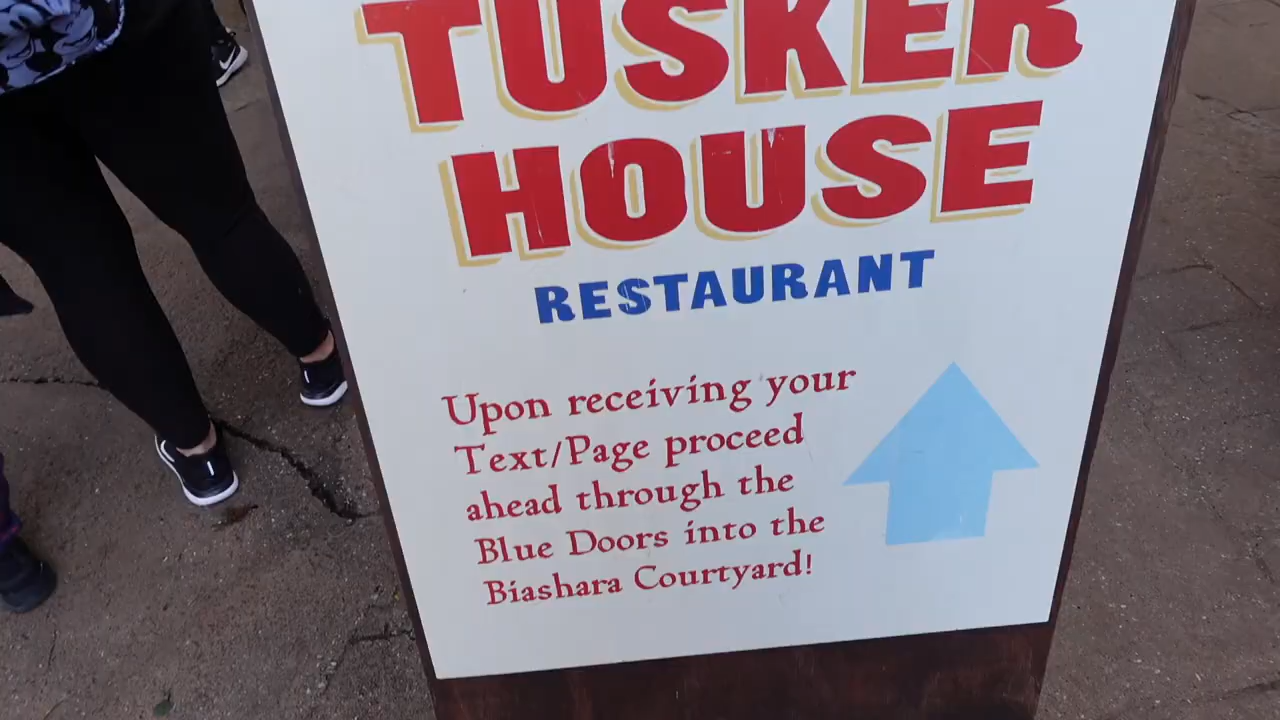 TUSKER
HOUSE
RESTAURANT
Upon receiving your
Text/Page proceed
ahead through the
Blue Doors into the
Biashara Courtyard!